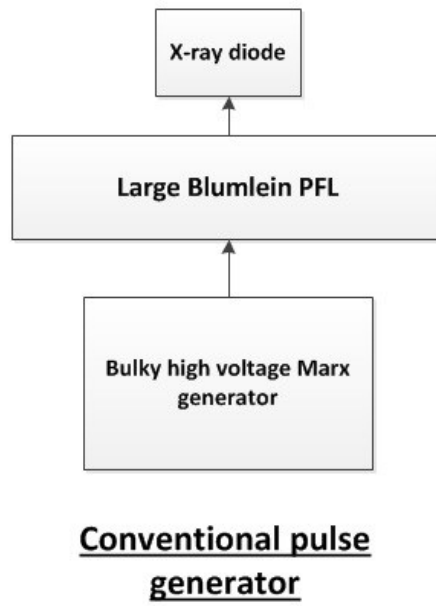 X-ray diode
Large Blumlein PFL
Bulky high voltage Marx
generator
Conventional pulse
generator